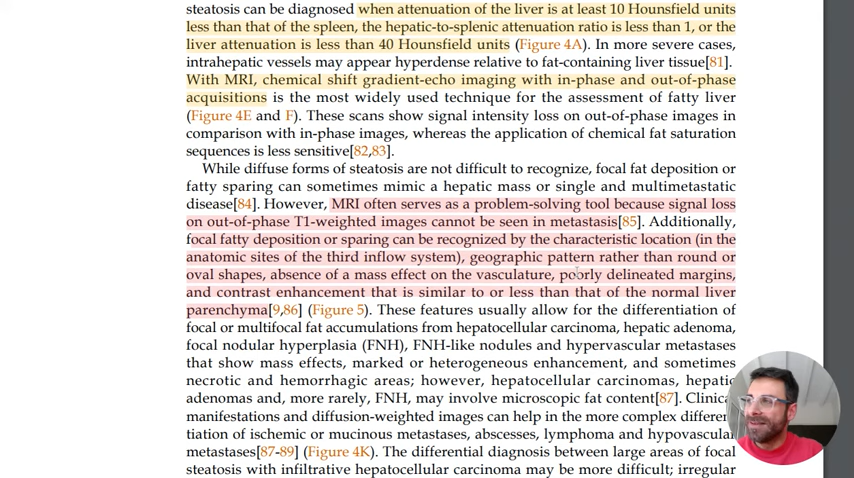 steatosis can be diagnosed when attenuation of the liver is at least 10 Hounsfield units
less than that of the spleen, the hepatic-to-splenic attenuation ratio is less than 1, or the
liver attenuation is less than 40 Hounsfield units (Figure 4A). In more severe cases,
intrahepatic vessels may appear hyperdense relative to fat-containing liver tissue[81].
With MRI, chemical shift gradient-echo imaging with in-phase and out-of-phase
acquisitions is the most widely used technique for the assessment of fatty liver
(Figure 4E and F). These scans show signal intensity loss on out-of-phase images in
comparison with in-phase images, whereas the application of chemical fat saturation
sequences is less sensitive[82,83].
While diffuse forms of steatosis are not difficult to recognize, focal fat deposition or
fatty sparing can sometimes mimic a hepatic mass or single and multimetastatic
disease[84]. However, MRI often serves as a problem-solving tool because signal loss
on out-of-phase T1-weighted images cannot be seen in metastasis[85]. Additionally,
focal fatty deposition or sparing can be recognized by the characteristic location (in the
anatomic sites of the third inflow system), geographic pattern rather than round or
oval shapes, absence of a mass effect on the vasculature, poorly delineated margins,
and contrast enhancement that is similar to or less than that of the normal liver
parenchyma[9,86] (Figure 5). These features usually allow for the differentiation of
focal or multifocal fat accumulations from hepatocellular carcinoma, hepatic adenoma,
focal nodular hyperplasia (FNH), FNH-like nodules and hypervascular metastases
that show mass effects, marked or heterogeneous enhancement, and sometimes
necrotic and hemorrhagic areas; however, hepatocellular carcinomas, hepatic
adenomas and, more rarely, FNH, may involve microscopic fat content[87]. Clinica
manifestations and diffusion-weighted images can help in the more complex differen
tiation of ischemic or mucinous metastases, abscesses, lymphoma and hypovascular
metastases[87-89] (Figure 4K). The differential diagnosis between large areas of focal
steatosis with infiltrative hepatocellular carcinoma may be more difficult; irregular